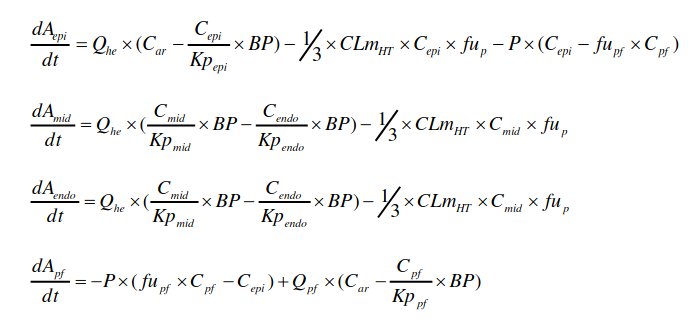 dA_epi/dt = Q_he × (C_ar − C_epi/Kp_epi × BP) − 1/3 × CLm_HT × C_epi × fu_p − P × (C_epi − fu_pf × C_pf)
dA_mid/dt = Q_he × (C_mid/Kp_mid × BP − C_endo/Kp_endo × BP) − 1/3 × CLm_HT × C_mid × fu_p
dA_endo/dt = Q_he × (C_mid/Kp_mid × BP − C_endo/Kp_endo × BP) − 1/3 × CLm_HT × C_mid × fu_p
dA_pf/dt = −P × (fu_pf × C_pf − C_epi) + Q_pf × (C_ar − C_pf/Kp_pf × BP)